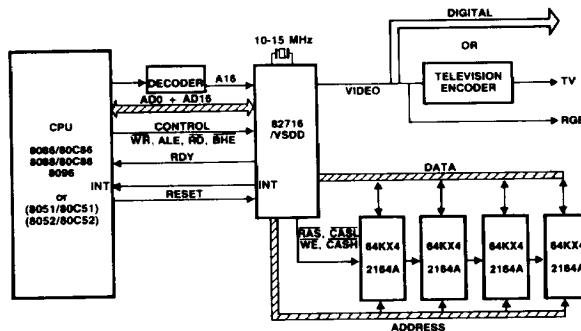 10-15 MHz
DIGITAL
OR
DECODER
A16
AD0 + AD16
82716
/VSDD
VIDEO
TELEVISION
ENCODER
TV
RGB
CPU
8086/80C86
8088/80C86
8096
or
(8051/80C51)
(8052/80C52)
CONTROL
WR, ALE, RD, BHE
RDY
INT
INT
RESET
DATA
RAS, CASL
WE, CASH
64KX4
2164A
64KX4
2164A
64KX4
2164A
64KX4
2164A
ADDRESS